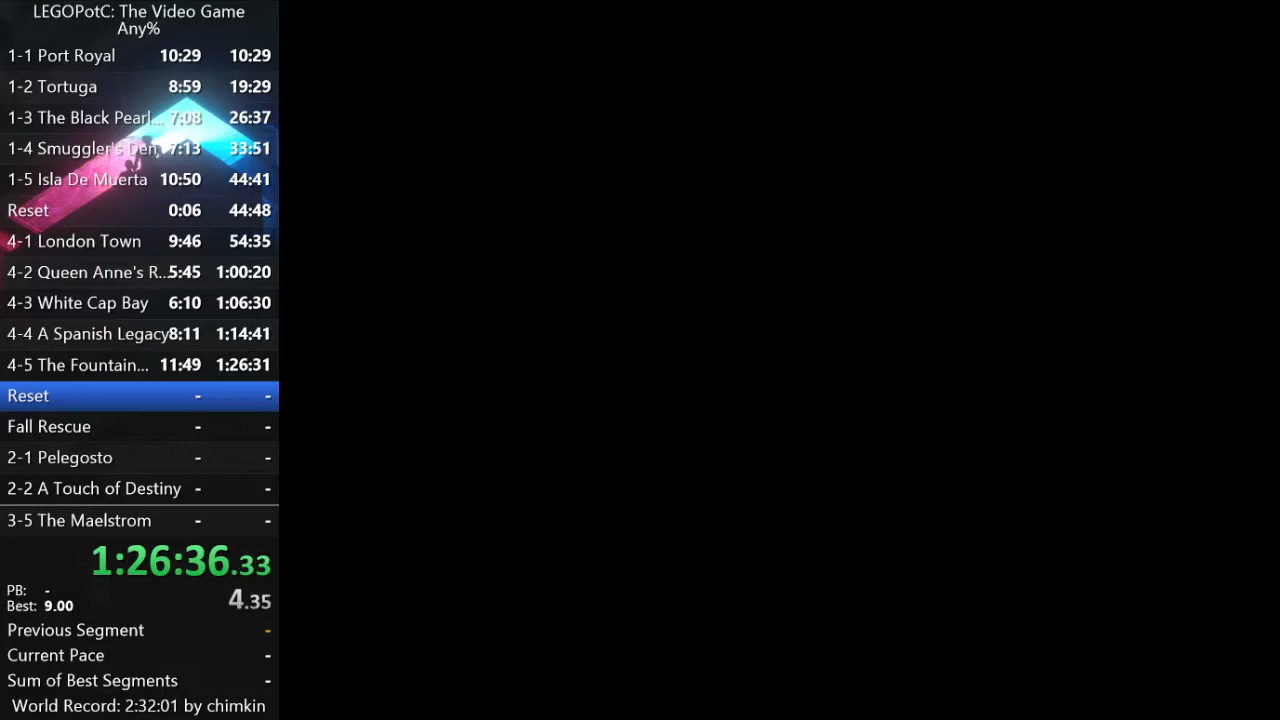 LEGOPotC: The Video Game
Any%
1-1 Port Royal 10:29 10:29
1-2 Tortuga 8:59 19:29
1-3 The Black Pearl... 7:08 26:37
1-4 Smuggler's Den, 7:13 33:51
1-5 Isla De Muerta 10:50 44:41
Reset 0:06 44:48
4-1 London Town 9:46 54:35
4-2 Queen Anne's R... 5:45 1:00:20
4-3 White Cap Bay 6:10 1:06:30
4-4 A Spanish Legacy 8:11 1:14:41
4-5 The Fountain... 11:49 1:26:31
Reset - -
Fall Rescue - -
2-1 Pelegosto - -
2-2 A Touch of Destiny - -
3-5 The Maelstrom - -
1:26:36.33
PB: -
Best: 9.00 4.35
Previous Segment -
Current Pace -
Sum of Best Segments -
World Record: 2:32:01 by chimkin